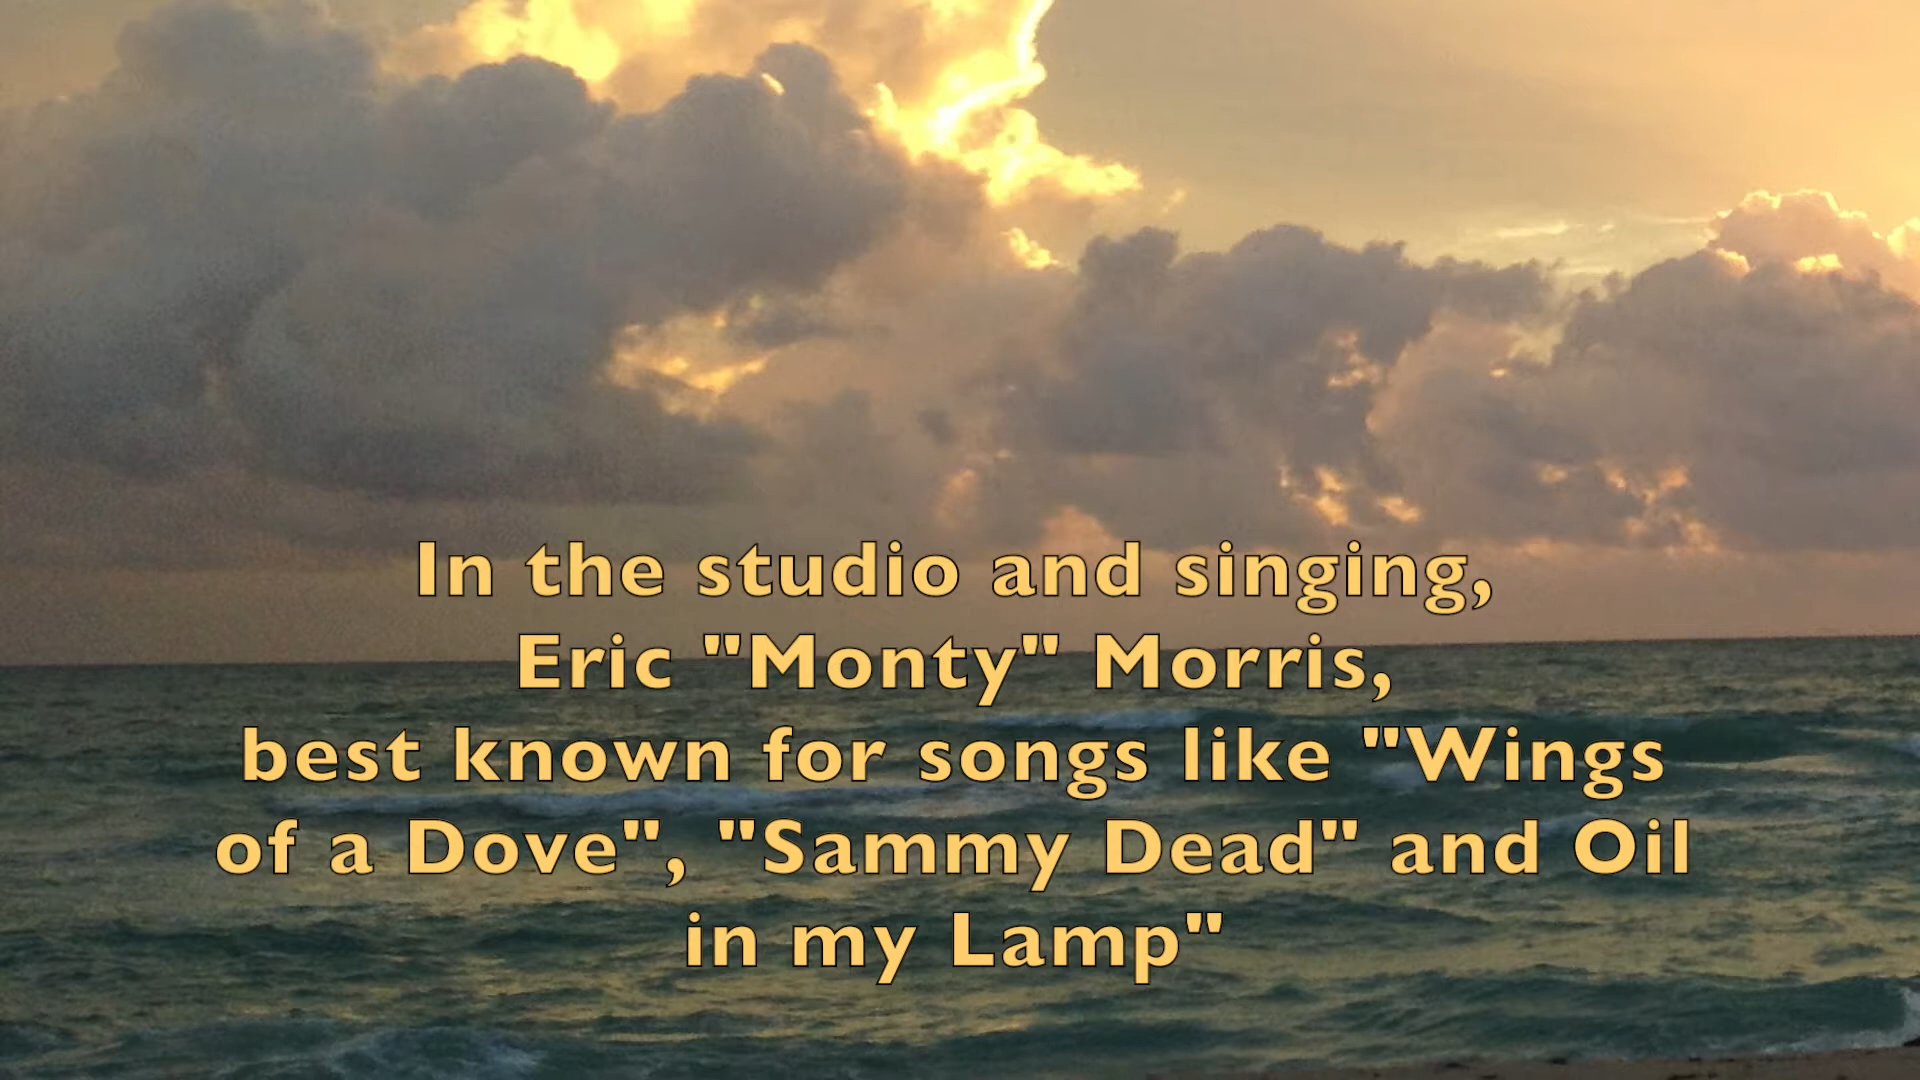 In the studio and singing,
Eric "Monty" Morris,
best known for songs like "Wings
of a Dove", "Sammy Dead" and Oil
in my Lamp"